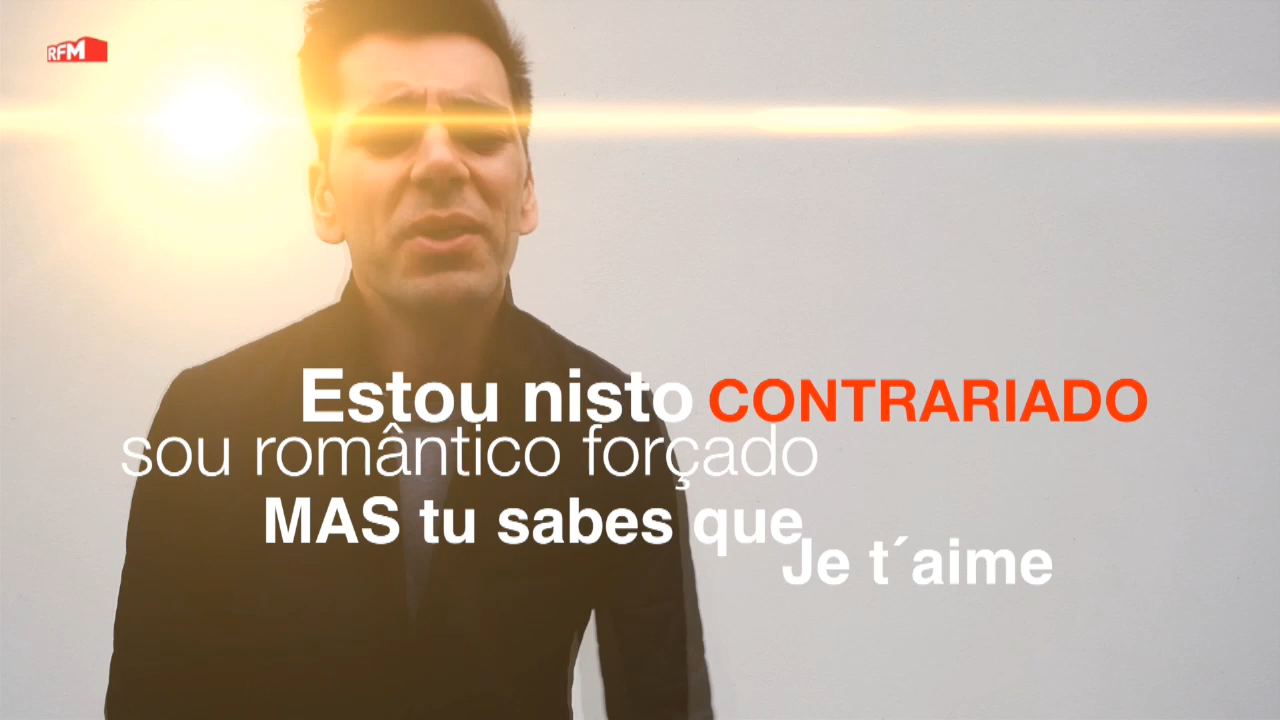 RFM
Estou nisto CONTRARIADO
sou romântico forçado
MAS tu sabes que
Je t´aime